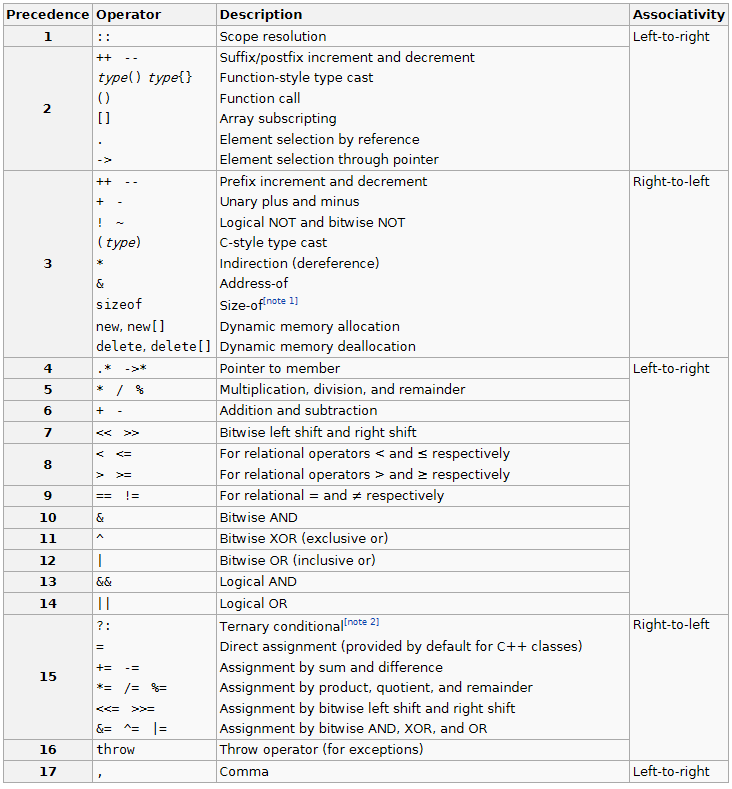 Precedence Operator Description Associativity
1 :: Scope resolution Left-to-right
2
++ -- Suffix/postfix increment and decrement
type() type{} Function-style type cast
() Function call
[] Array subscripting
. Element selection by reference
-> Element selection through pointer
3
++ -- Prefix increment and decrement Right-to-left
+ - Unary plus and minus
! ~ Logical NOT and bitwise NOT
(type) C-style type cast
* Indirection (dereference)
& Address-of
sizeof Size-of[note 1]
new, new[] Dynamic memory allocation
delete, delete[] Dynamic memory deallocation
4 .* ->* Pointer to member Left-to-right
5 * / % Multiplication, division, and remainder
6 + - Addition and subtraction
7 << >> Bitwise left shift and right shift
8
< <= For relational operators < and ≤ respectively
> >= For relational operators > and ≥ respectively
9 == != For relational = and ≠ respectively
10 & Bitwise AND
11 ^ Bitwise XOR (exclusive or)
12 | Bitwise OR (inclusive or)
13 && Logical AND
14 || Logical OR
15
?: Ternary conditional[note 2] Right-to-left
= Direct assignment (provided by default for C++ classes)
+= -= Assignment by sum and difference
*= /= %= Assignment by product, quotient, and remainder
<<= >>= Assignment by bitwise left shift and right shift
&= ^= |= Assignment by bitwise AND, XOR, and OR
16 throw Throw operator (for exceptions)
17 , Comma Left-to-right